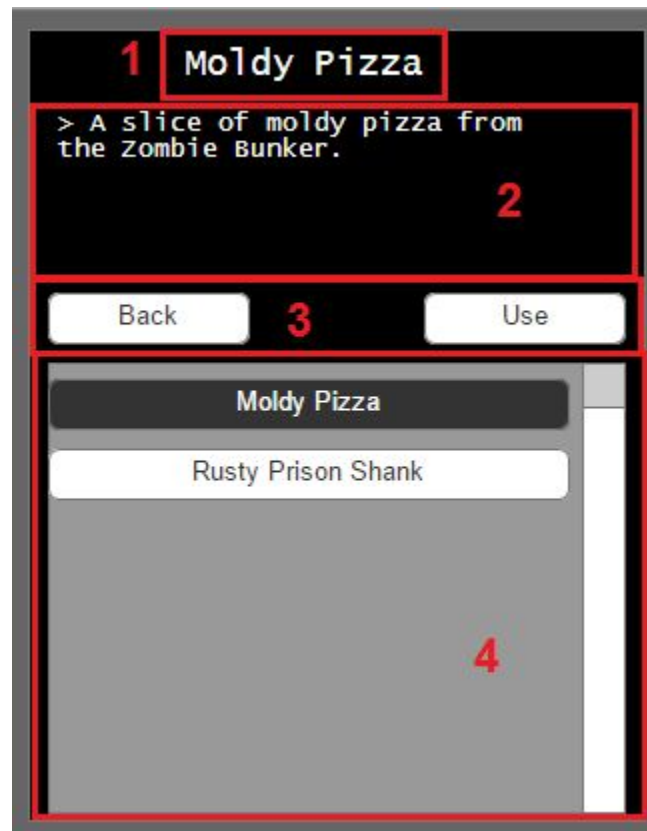 1
Moldy Pizza
> A slice of moldy pizza from
the Zombie Bunker.
2
Back
3
Use
Moldy Pizza
Rusty Prison Shank
4